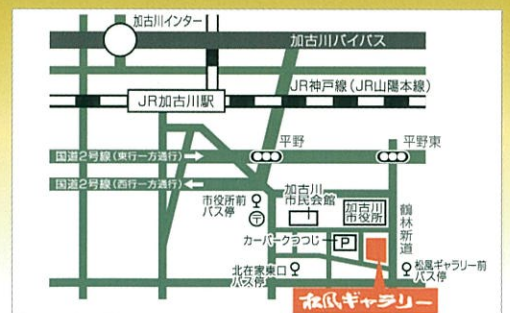 加古川インター
加古川バイパス
JR神戸線(JR山陽本線)
JR加古川駅
平野
平野東
国道2号線(東行一方通行)
国道2号線(西行一方通行)
市役所前
バス停
加古川
市民会館
加古川
市役所
鶴林新道
カーパークつつじ
P
北在家東口
バス停
松風ギャラリー前
バス停
松風ギャラリー